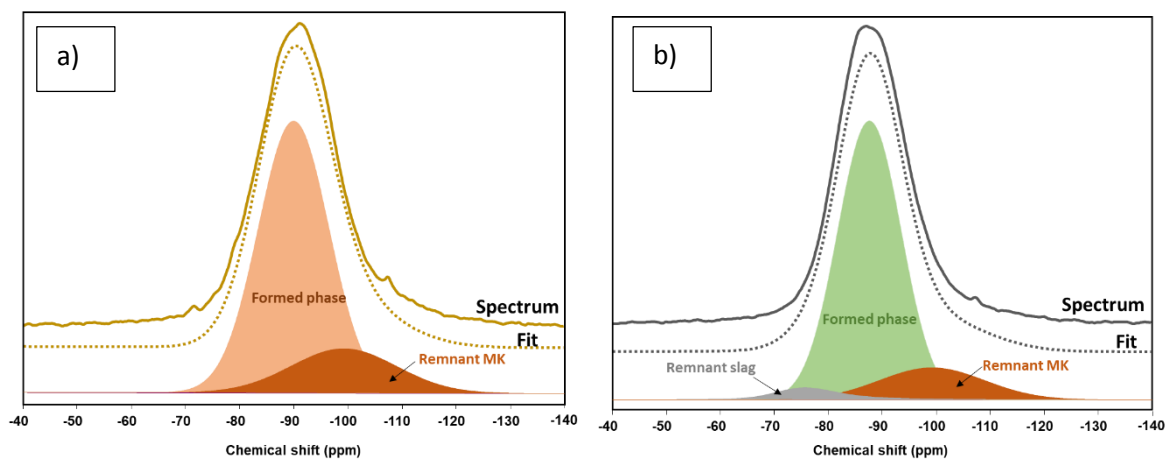 a)
Spectrum
Formed phase
Fit
Remnant MK
-40 -50 -60 -70 -80 -90 -100 -110 -120 -130 -140
Chemical shift (ppm)
b)
Spectrum
Formed phase
Fit
Remnant slag
Remnant MK
-40 -50 -60 -70 -80 -90 -100 -110 -120 -130 -140
Chemical shift (ppm)